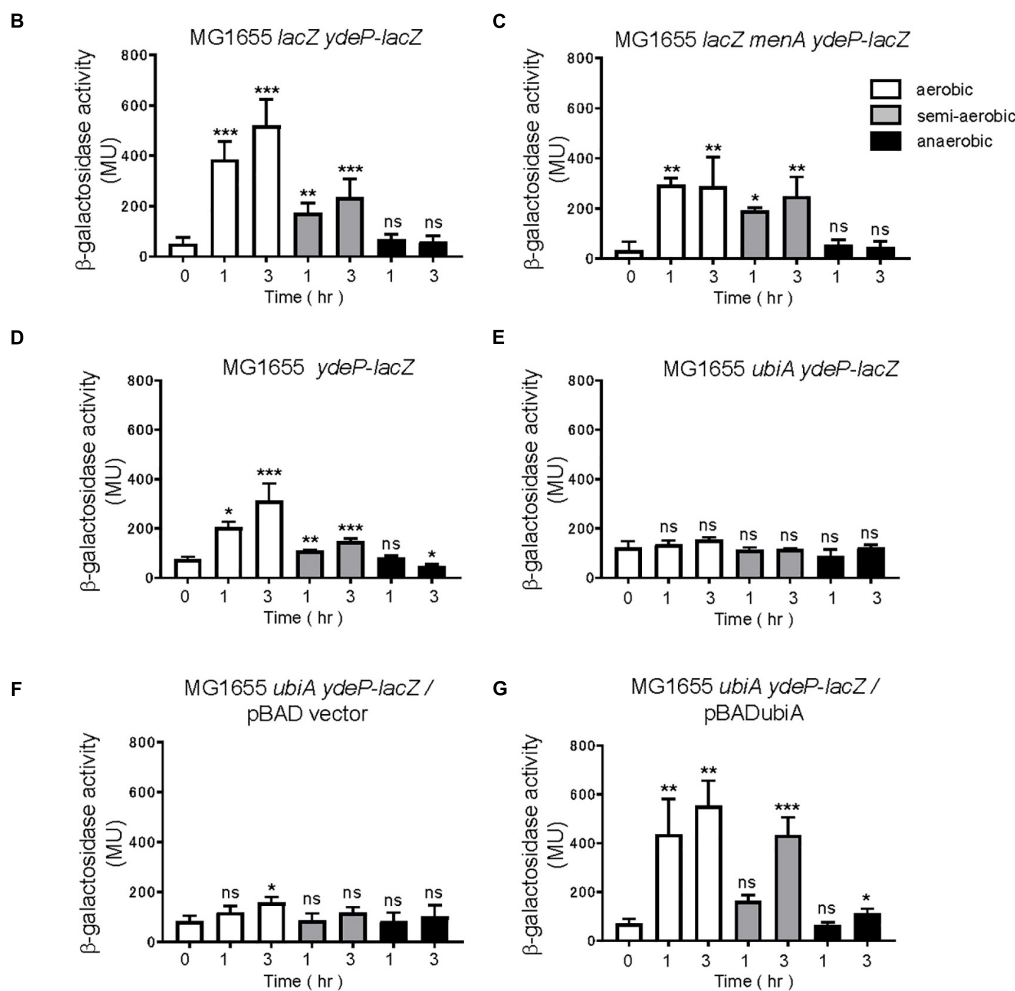 B
MG1655 lacZ ydeP-lacZ
β-galactosidase activity
(MU)
800
600
400
200
0
***
***
**
***
ns
ns
0 1 3 1 3 1 3
Time ( hr )
C
MG1655 lacZ menA ydeP-lacZ
β-galactosidase activity
(MU)
800
600
400
200
0
**
**
*
**
ns
ns
0 1 3 1 3 1 3
Time ( hr )
aerobic
semi-aerobic
anaerobic
D
MG1655 ydeP-lacZ
β-galactosidase activity
(MU)
800
600
400
200
0
*
***
**
***
ns
*
0 1 3 1 3 1 3
Time ( hr )
E
MG1655 ubiA ydeP-lacZ
β-galactosidase activity
(MU)
800
600
400
200
0
ns
ns
ns
ns
ns
ns
0 1 3 1 3 1 3
Time ( hr )
F
MG1655 ubiA ydeP-lacZ /
pBAD vector
β-galactosidase activity
(MU)
800
600
400
200
0
ns
*
ns
ns
ns
ns
0 1 3 1 3 1 3
Time ( hr )
G
MG1655 ubiA ydeP-lacZ /
pBADubiA
β-galactosidase activity
(MU)
800
600
400
200
0
**
**
ns
***
ns
*
0 1 3 1 3 1 3
Time ( hr )